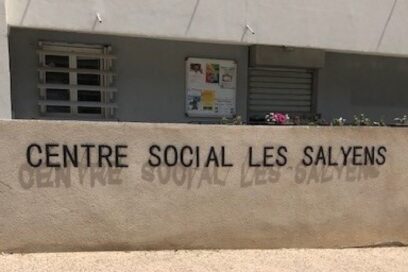 CENTRE SOCIAL LES SALYENS